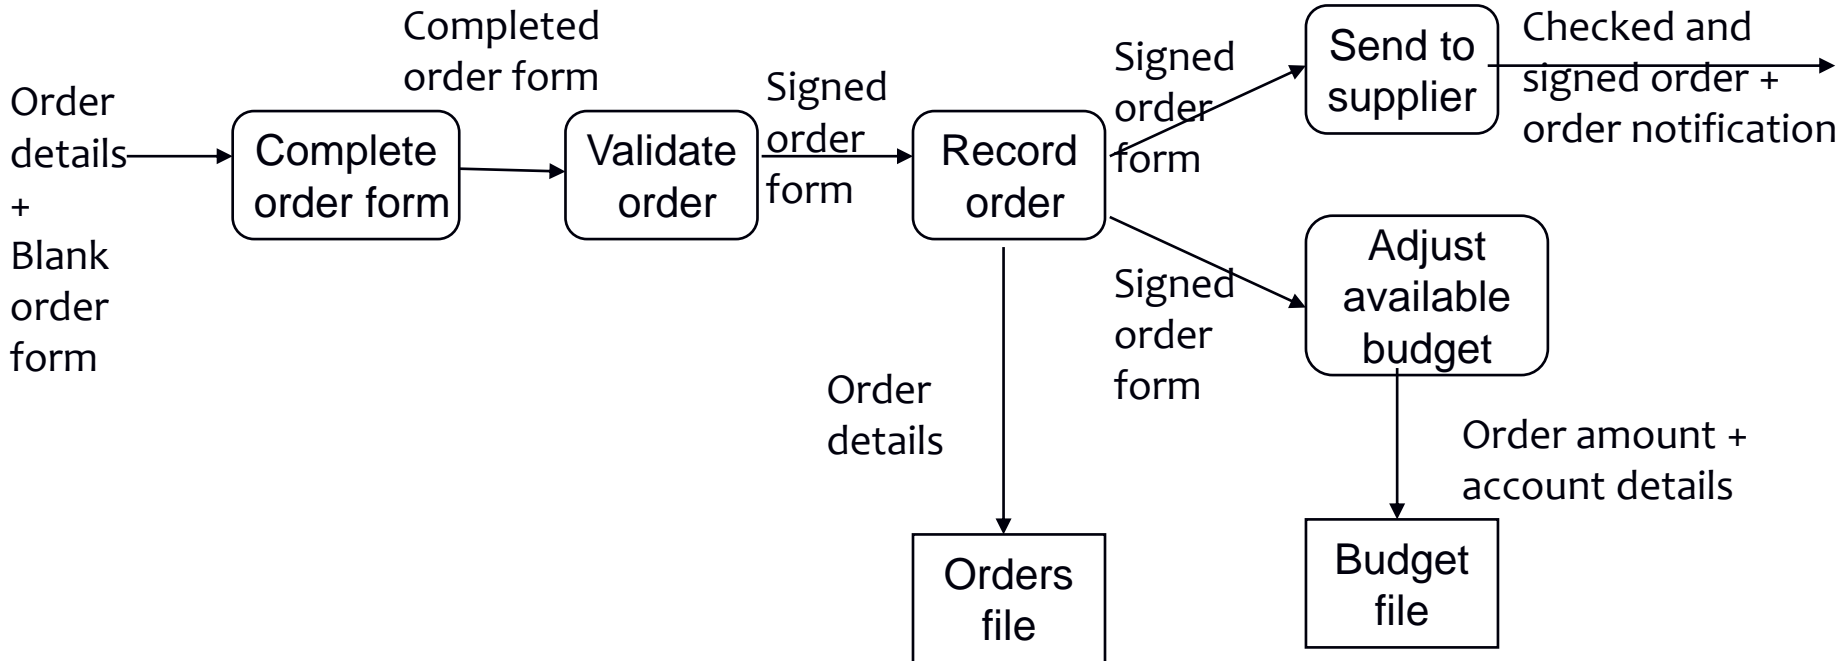 Order
details
+
Blank
order
form
Complete
order form
Completed
order form
Validate
order
Signed
order
form
Record
order
Signed
order
form
Send to
supplier
Checked and
signed order +
order notification
Signed
order
form
Adjust
available
budget
Order
details
Orders
file
Order amount +
account details
Budget
file